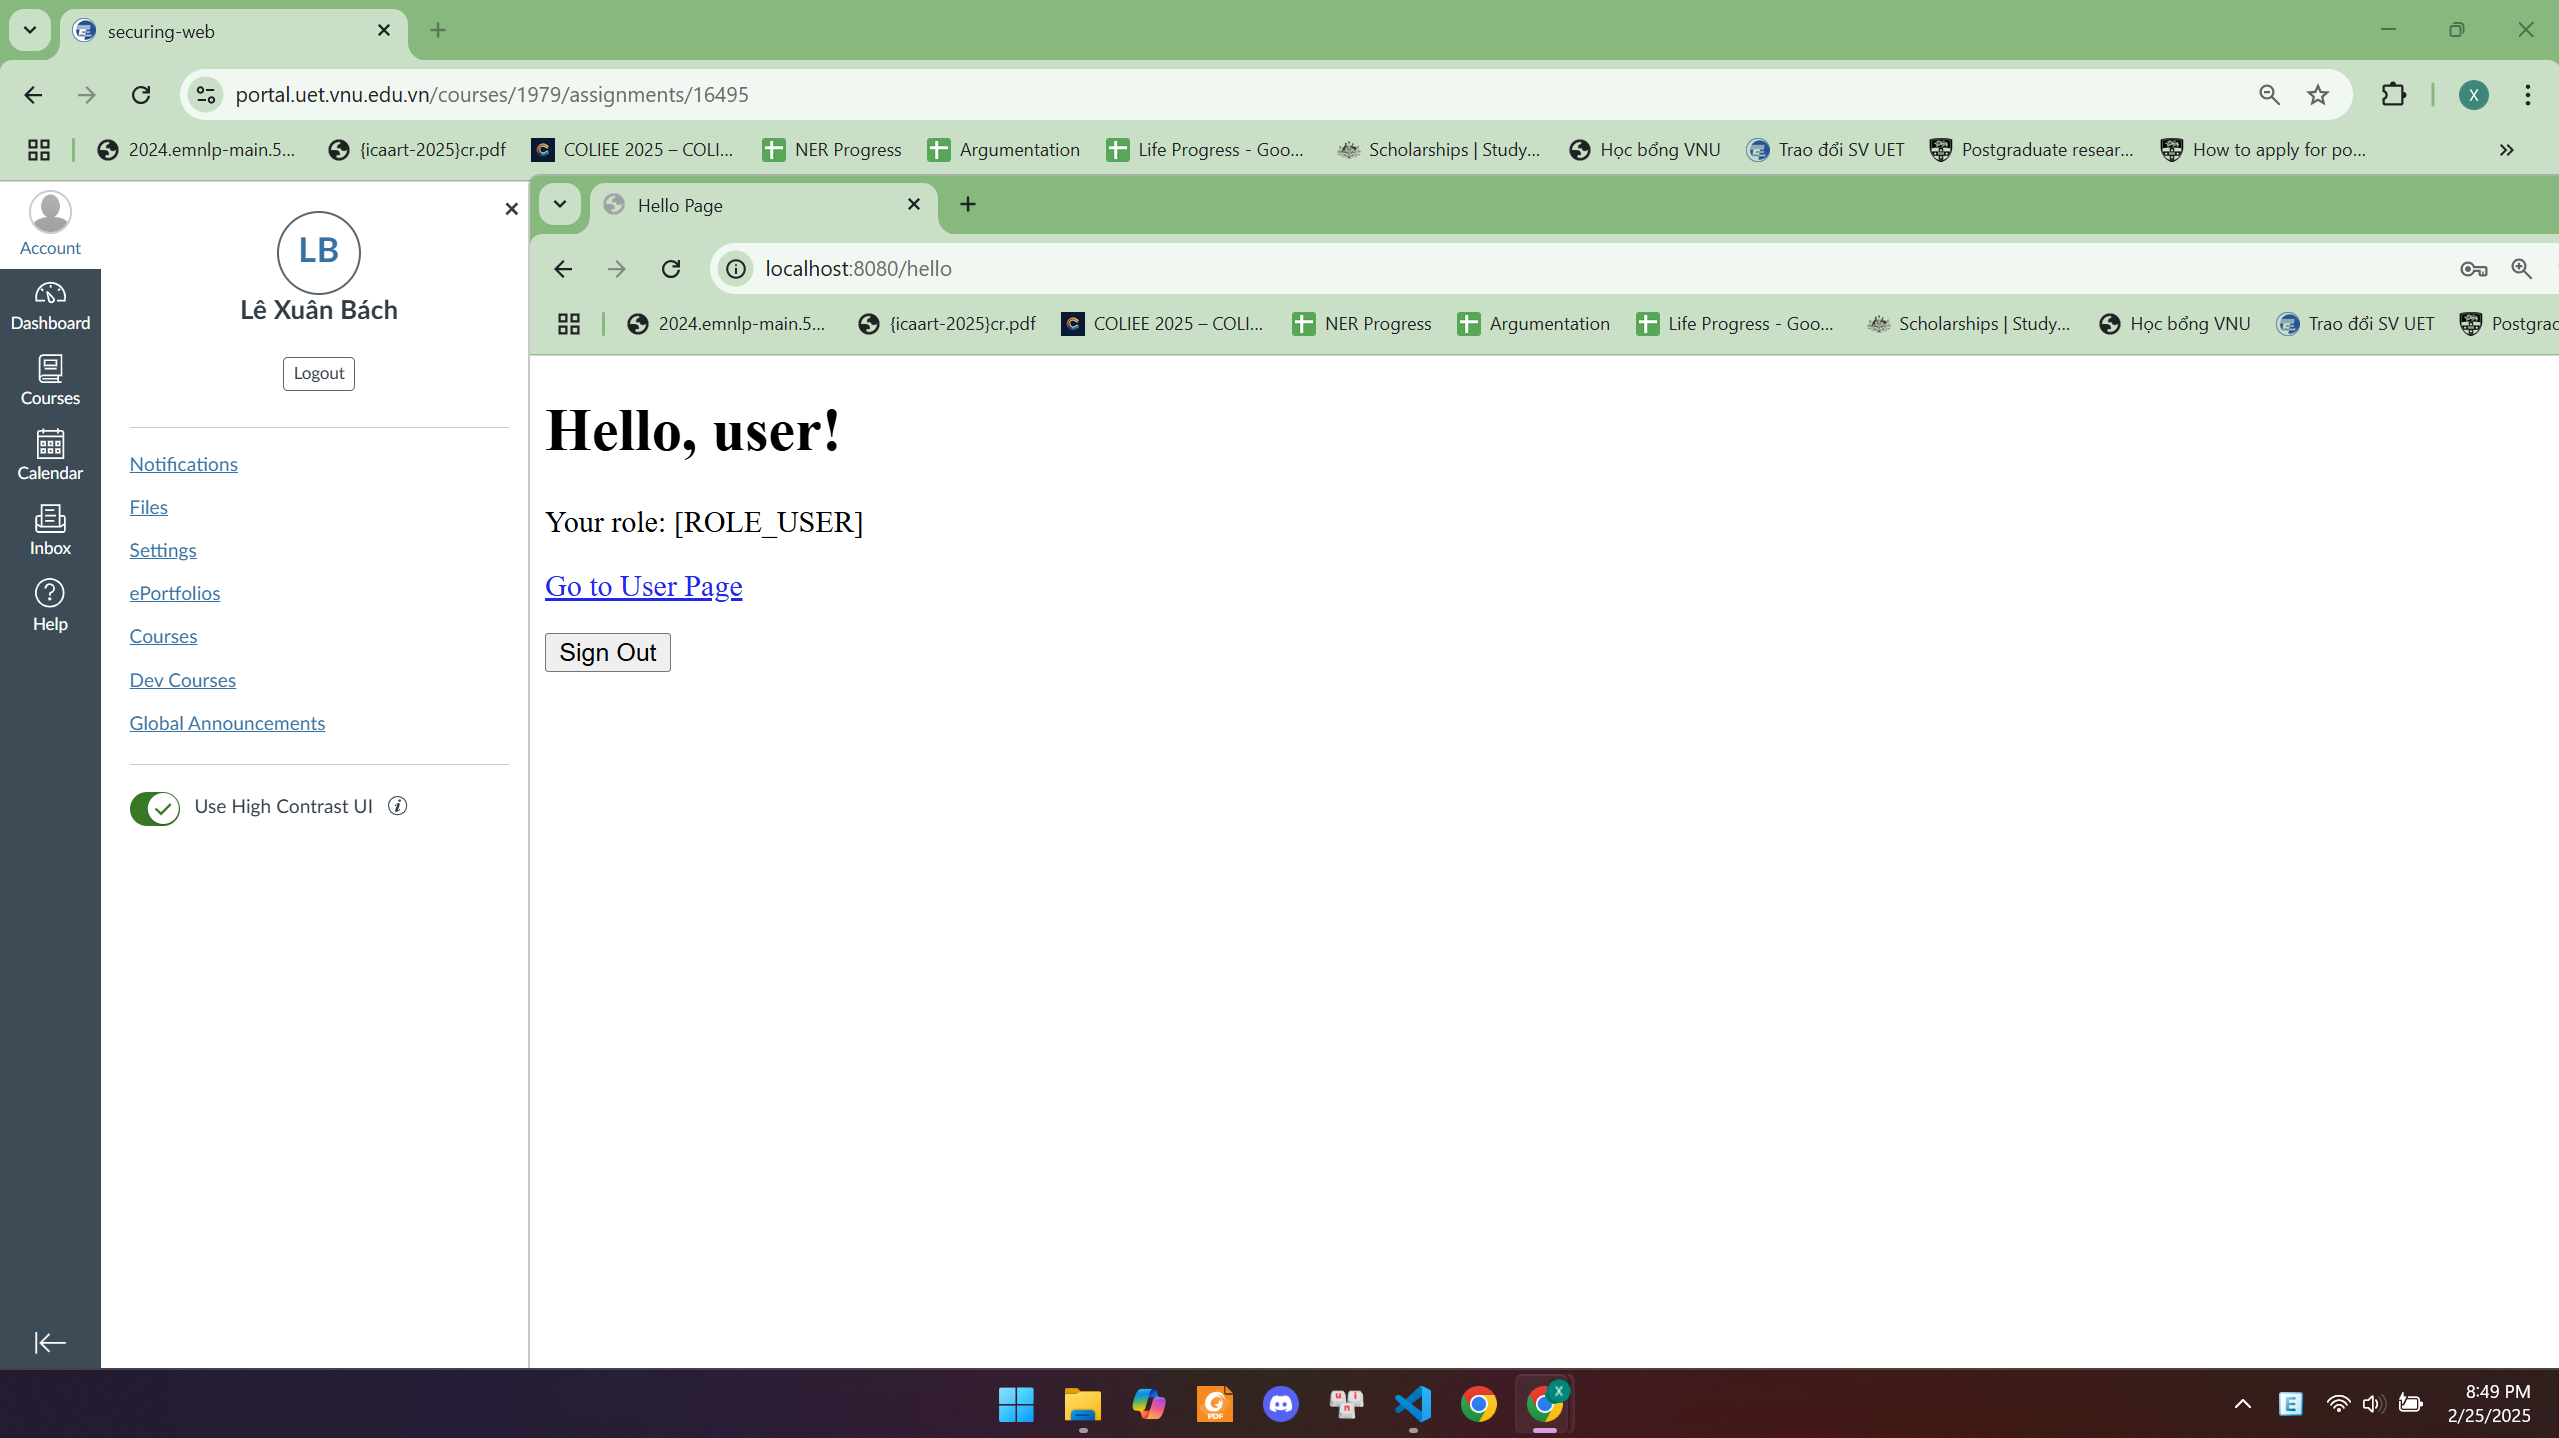 securing-web
portal.uet.vnu.edu.vn/courses/1979/assignments/16495
X
2024.emnlp-main.5...
{icaart-2025}cr.pdf
COLIEE 2025 – COLI...
NER Progress
Argumentation
Life Progress - Goo...
Scholarships | Study...
Học bổng VNU
Trao đổi SV UET
Postgraduate resear...
How to apply for po...
Account
Dashboard
Courses
Calendar
Inbox
Help
LB
Lê Xuân Bách
Logout
Notifications
Files
Settings
ePortfolios
Courses
Dev Courses
Global Announcements
Use High Contrast UI
Hello Page
localhost:8080/hello
2024.emnlp-main.5...
{icaart-2025}cr.pdf
COLIEE 2025 – COLI...
NER Progress
Argumentation
Life Progress - Goo...
Scholarships | Study...
Học bổng VNU
Trao đổi SV UET
Postgrad
Hello, user!
Your role: [ROLE_USER]
Go to User Page
Sign Out
PDF
u i n
X
E
8:49 PM
2/25/2025